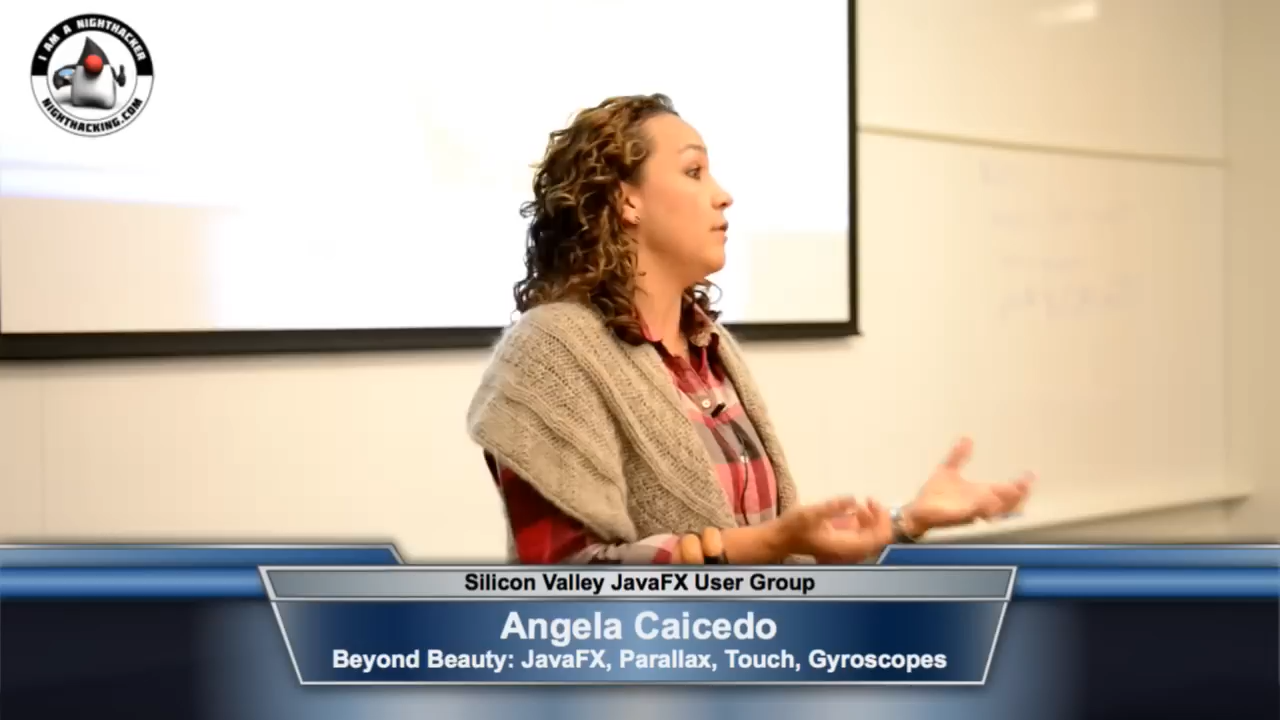 I AM A NIGHTHACKER
NIGHTHACKING.COM
Silicon Valley JavaFX User Group
Angela Caicedo
Beyond Beauty: JavaFX, Parallax, Touch, Gyroscopes